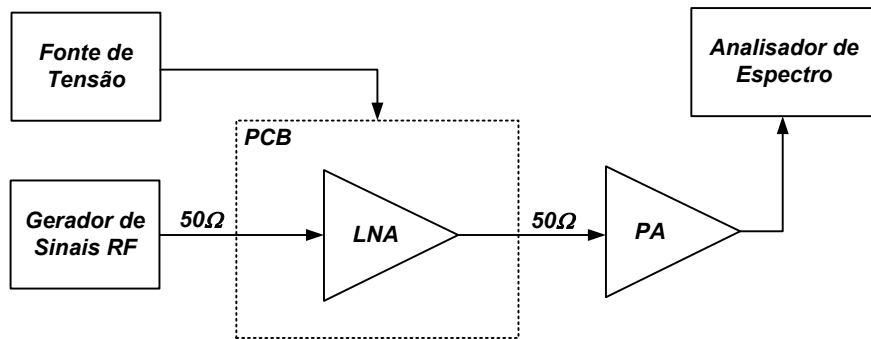 Fonte de
Tensão
Analisador de
Espectro
PCB
Gerador de
Sinais RF
50Ω
LNA
50Ω
PA